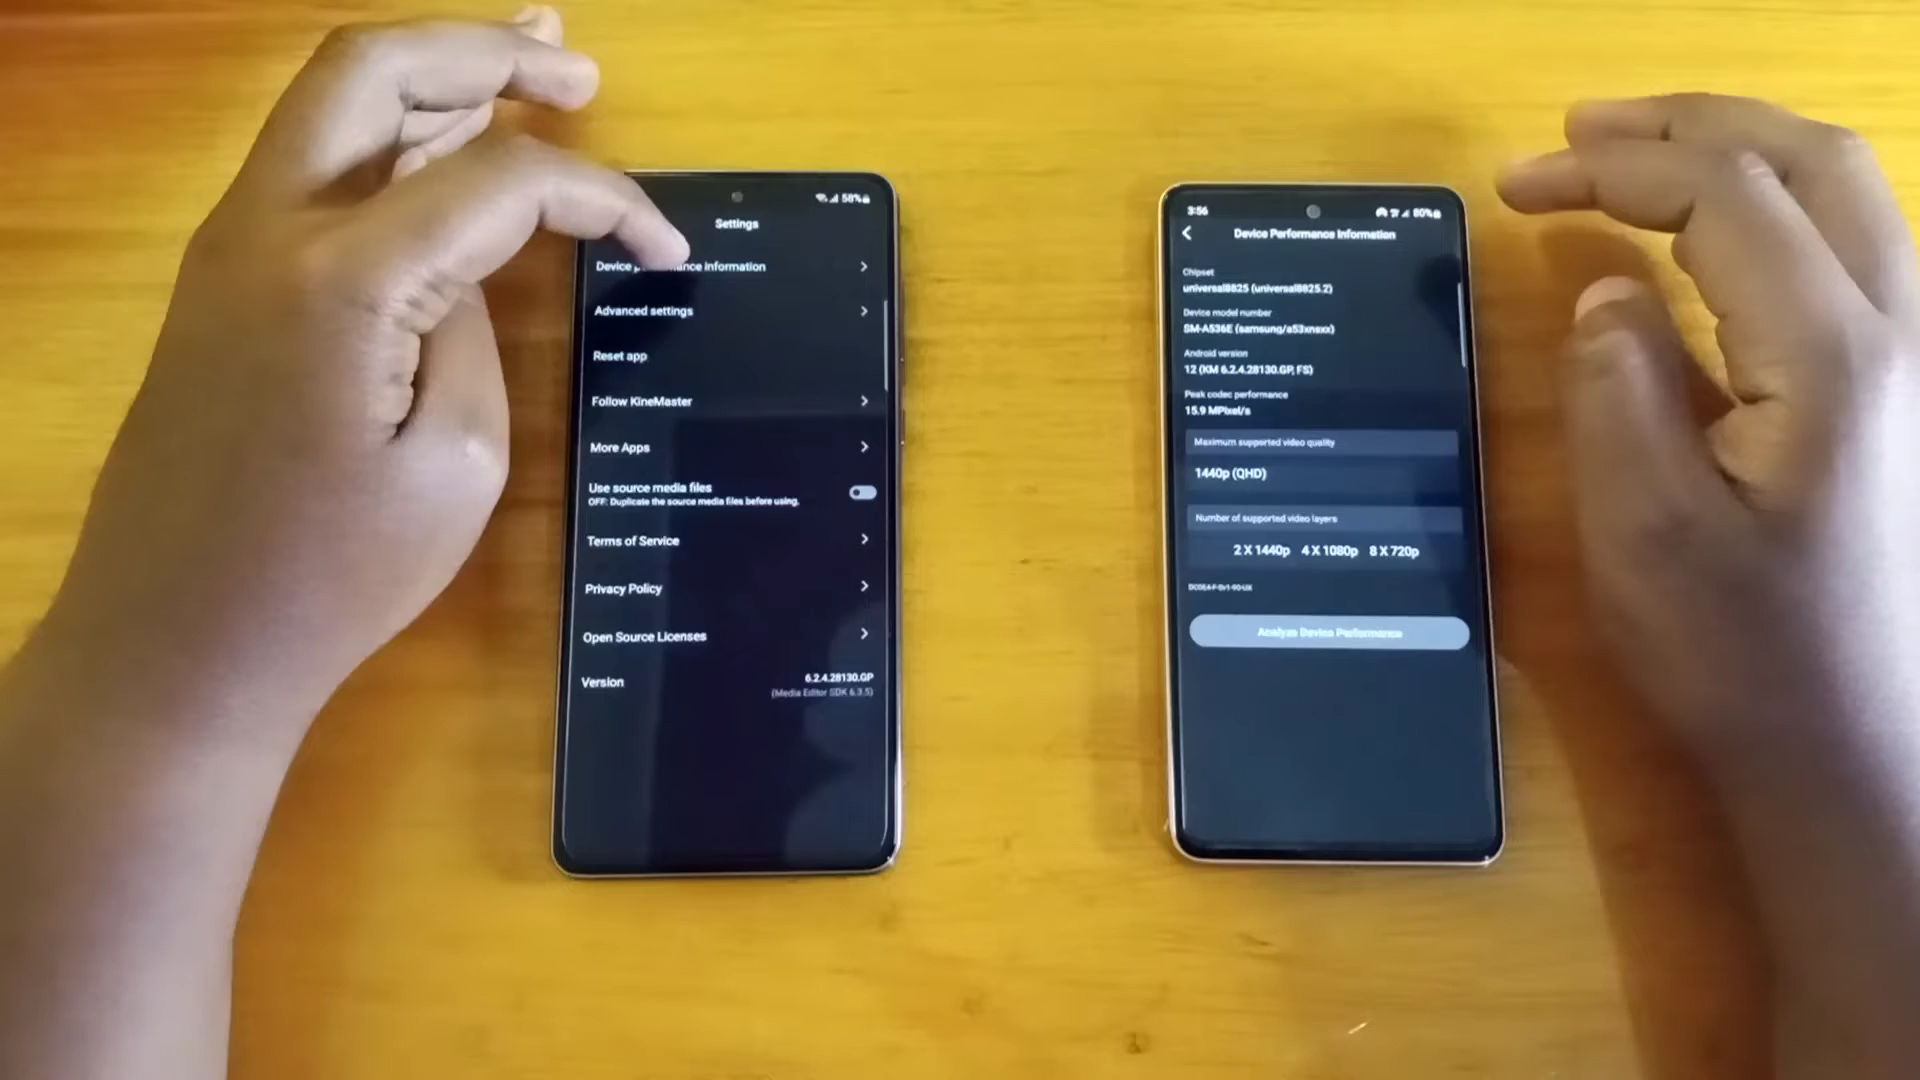 58%
Settings
Device performance information
Advanced settings
Reset app
Follow KineMaster
More Apps
Use source media files
OFF: Duplicate the source media files before using.
Terms of Service
Privacy Policy
Open Source Licenses
Version
6.2.4.28130.GP
(Media Editor SDK 6.3.5)
3:56
80%
Device Performance Information
Chipset
universal8825 (universal8825.2)
Device model number
SM-A536E (samsung/a53xnsxx)
Android version
12 (KM 6.2.4.28130.GP, FS)
Peak codec performance
15.9 MPixel/s
Maximum supported video quality
1440p (QHD)
Number of supported video layers
2 X 1440p 4 X 1080p 8 X 720p
Analyze Device Performance